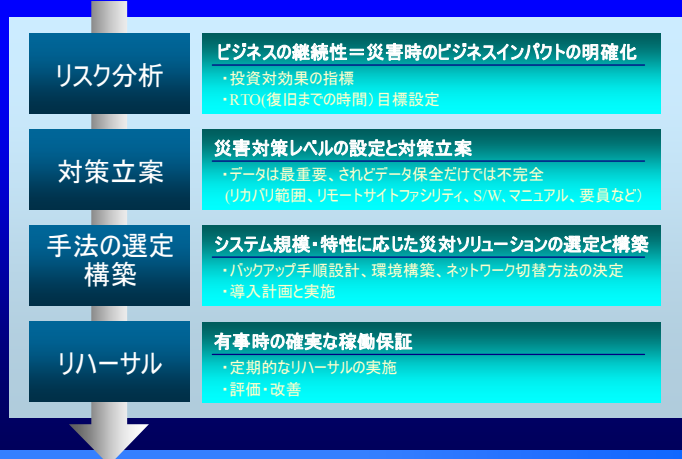 リスク分析
ビジネスの継続性＝災害時のビジネスインパクトの明確化
・投資対効果の指標
・RTO(復旧までの時間）目標設定
対策立案
災害対策レベルの設定と対策立案
・データは最重要、されどデータ保全だけでは不完全
(リカバリ範囲、リモートサイトファシリティ、S/W、マニュアル、要員など）
手法の選定
構築
システム規模・特性に応じた災対ソリューションの選定と構築
・バックアップ手順設計、環境構築、ネットワーク切替方法の決定
・導入計画と実施
リハーサル
有事時の確実な稼働保証
・定期的なリハーサルの実施
・評価・改善